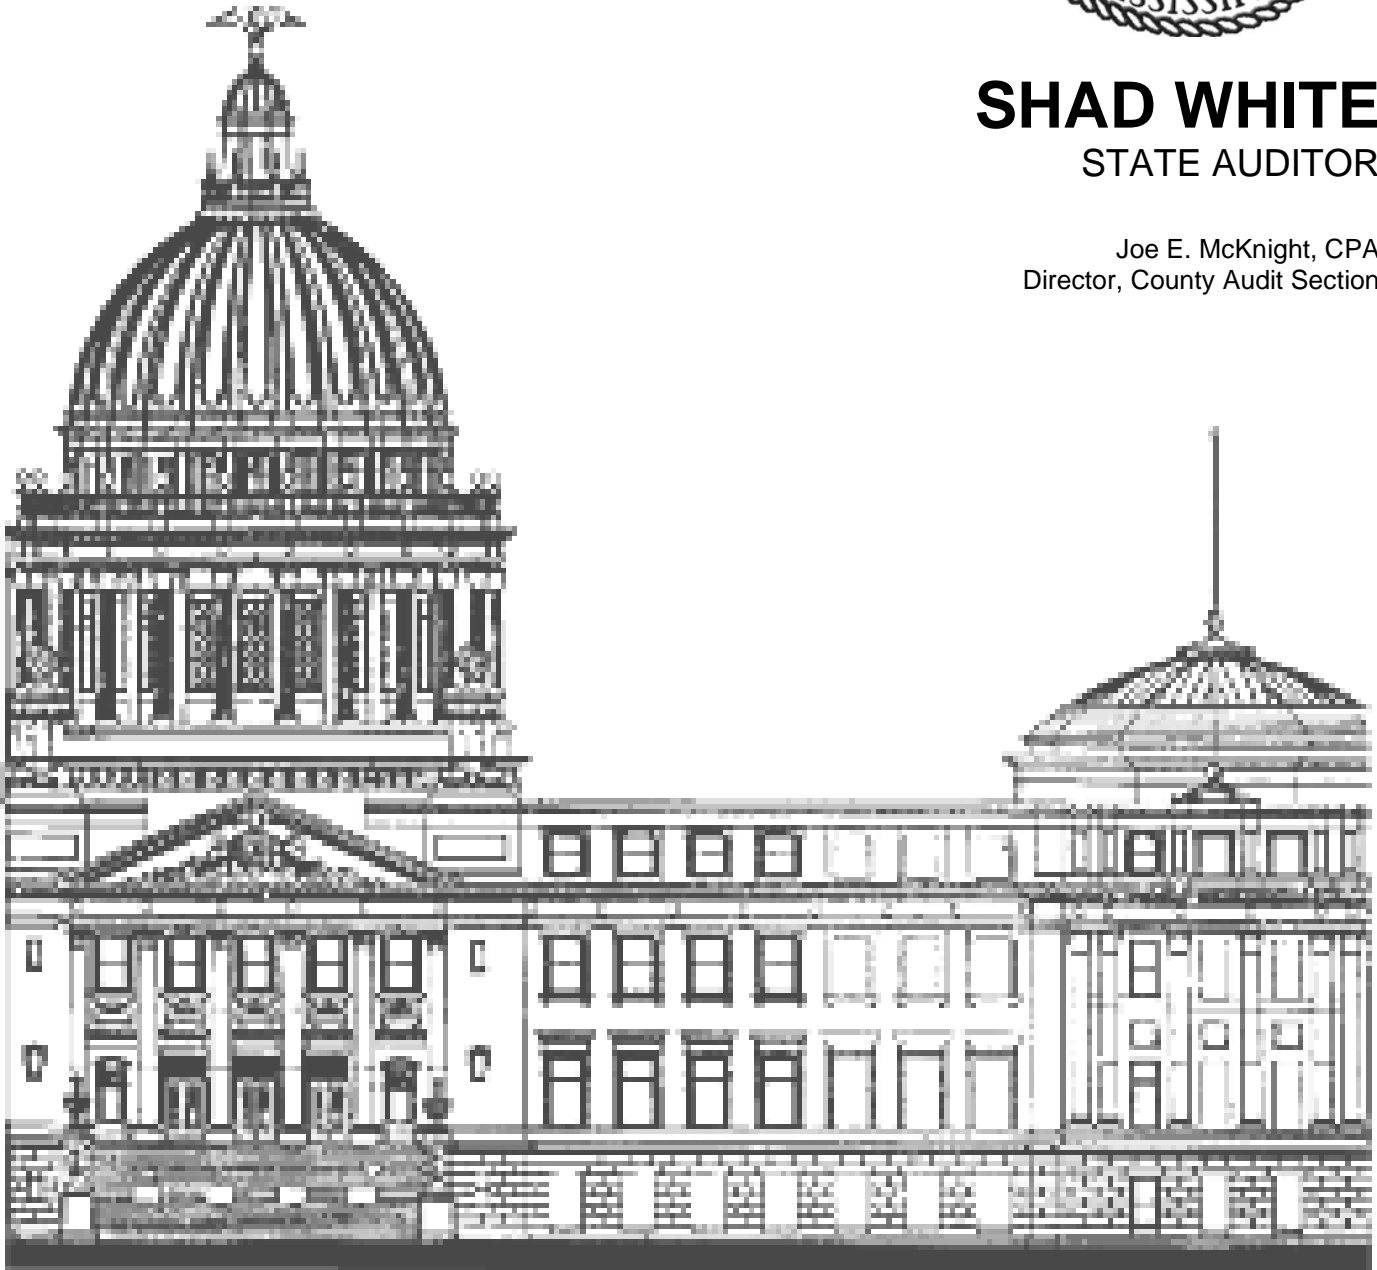 SHAD WHITE
STATE AUDITOR
Joe E. McKnight, CPA
Director, County Audit Section